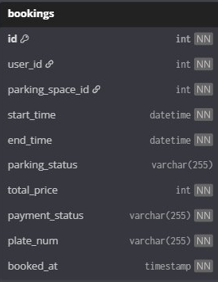 bookings
id int NN
user_id int NN
parking_space_id int NN
start_time datetime NN
end_time datetime NN
parking_status varchar(255)
total_price int NN
payment_status varchar(255) NN
plate_num varchar(255) NN
booked_at timestamp NN